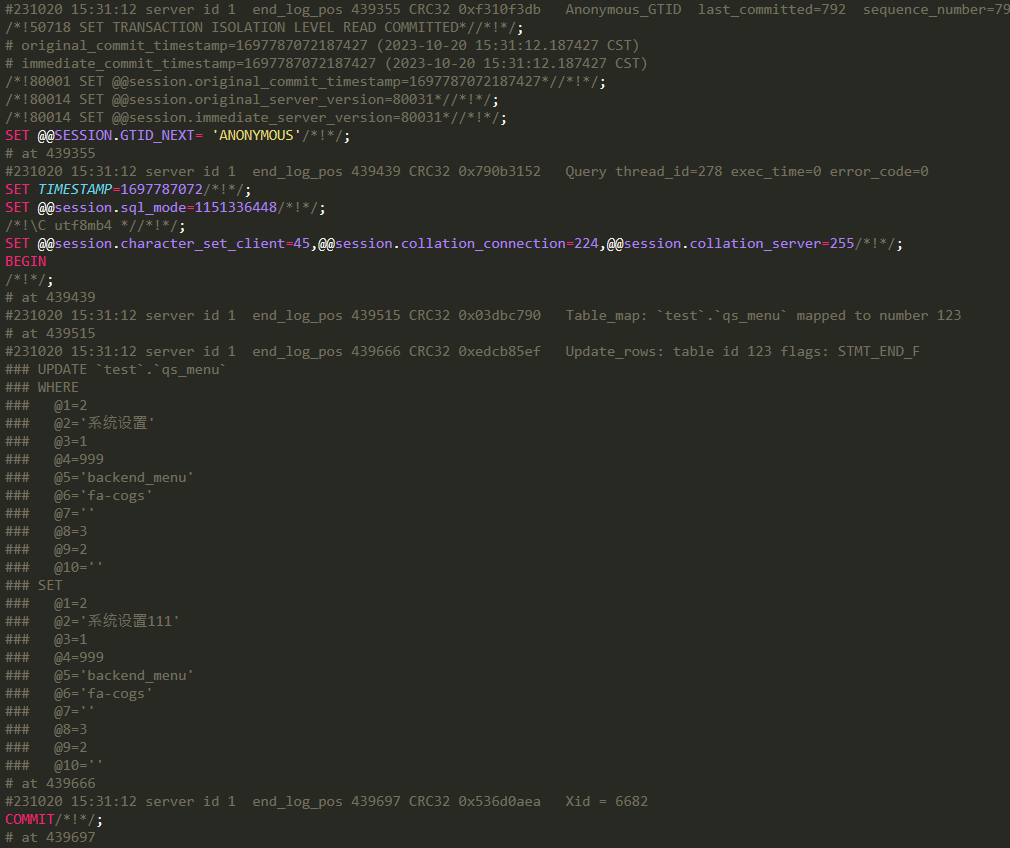 #231020 15:31:12 server id 1  end_log_pos 439355 CRC32 0xf310f3db   Anonymous_GTID  last_committed=792  sequence_number=79
/*!50718 SET TRANSACTION ISOLATION LEVEL READ COMMITTED*//*!*/;
# original_commit_timestamp=1697787072187427 (2023-10-20 15:31:12.187427 CST)
# immediate_commit_timestamp=1697787072187427 (2023-10-20 15:31:12.187427 CST)
/*!80001 SET @@session.original_commit_timestamp=1697787072187427*//*!*/;
/*!80014 SET @@session.original_server_version=80031*//*!*/;
/*!80014 SET @@session.immediate_server_version=80031*//*!*/;
SET @@SESSION.GTID_NEXT= 'ANONYMOUS'/*!*/;
# at 439355
#231020 15:31:12 server id 1  end_log_pos 439439 CRC32 0x790b3152   Query thread_id=278 exec_time=0 error_code=0
SET TIMESTAMP=1697787072/*!*/;
SET @@session.sql_mode=1151336448/*!*/;
/*!\C utf8mb4 *//*!*/;
SET @@session.character_set_client=45,@@session.collation_connection=224,@@session.collation_server=255/*!*/;
BEGIN
/*!*/;
# at 439439
#231020 15:31:12 server id 1  end_log_pos 439515 CRC32 0x03dbc790   Table_map: `test`.`qs_menu` mapped to number 123
# at 439515
#231020 15:31:12 server id 1  end_log_pos 439666 CRC32 0xedcb85ef   Update_rows: table id 123 flags: STMT_END_F
### UPDATE `test`.`qs_menu`
### WHERE
###   @1=2
###   @2='系统设置'
###   @3=1
###   @4=999
###   @5='backend_menu'
###   @6='fa-cogs'
###   @7=''
###   @8=3
###   @9=2
###   @10=''
### SET
###   @1=2
###   @2='系统设置111'
###   @3=1
###   @4=999
###   @5='backend_menu'
###   @6='fa-cogs'
###   @7=''
###   @8=3
###   @9=2
###   @10=''
# at 439666
#231020 15:31:12 server id 1  end_log_pos 439697 CRC32 0x536d0aea   Xid = 6682
COMMIT/*!*/;
# at 439697